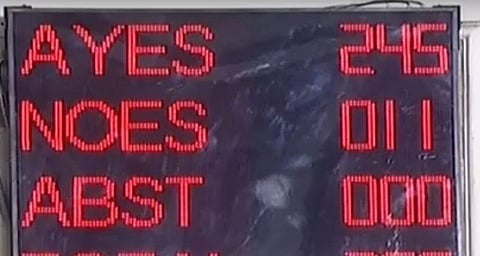 AYES 245
NOES 011
ABST 000